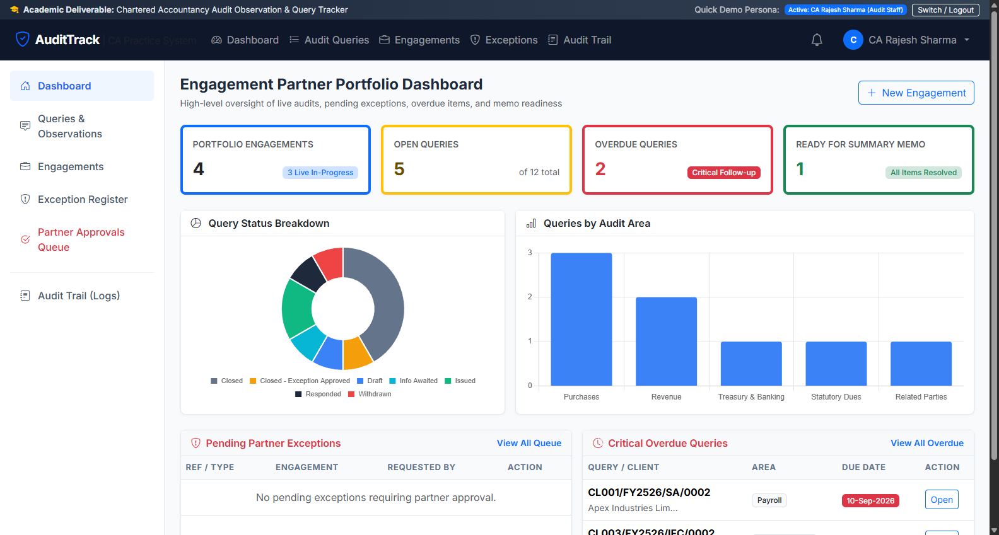 Academic Deliverable: Chartered Accountancy Audit Observation & Query Tracker
Quick Demo Persona: Active: CA Rajesh Sharma (Audit Staff) Switch / Logout
AuditTrack | CA Practice System Dashboard Audit Queries Engagements Exceptions Audit Trail C CA Rajesh Sharma
Dashboard
Queries &
Observations
Engagements
Exception Register
Partner Approvals
Queue
Audit Trail (Logs)
Engagement Partner Portfolio Dashboard
High-level oversight of live audits, pending exceptions, overdue items, and memo readiness
+ New Engagement
PORTFOLIO ENGAGEMENTS
4 3 Live In-Progress
OPEN QUERIES
5 of 12 total
OVERDUE QUERIES
2 Critical Follow-up
READY FOR SUMMARY MEMO
1 All Items Resolved
Query Status Breakdown
Closed Closed - Exception Approved Draft Info Awaited Issued
Responded Withdrawn
Queries by Audit Area
3
2
1
0
Purchases Revenue Treasury & Banking Statutory Dues Related Parties
Pending Partner Exceptions View All Queue
REF / TYPE ENGAGEMENT REQUESTED BY ACTION
No pending exceptions requiring partner approval.
Critical Overdue Queries View All Overdue
QUERY / CLIENT AREA DUE DATE ACTION
CL001/FY2526/SA/0002
Apex Industries Lim...
Payroll 10-Sep-2026 Open
CL003/FY2526/IFC/0002